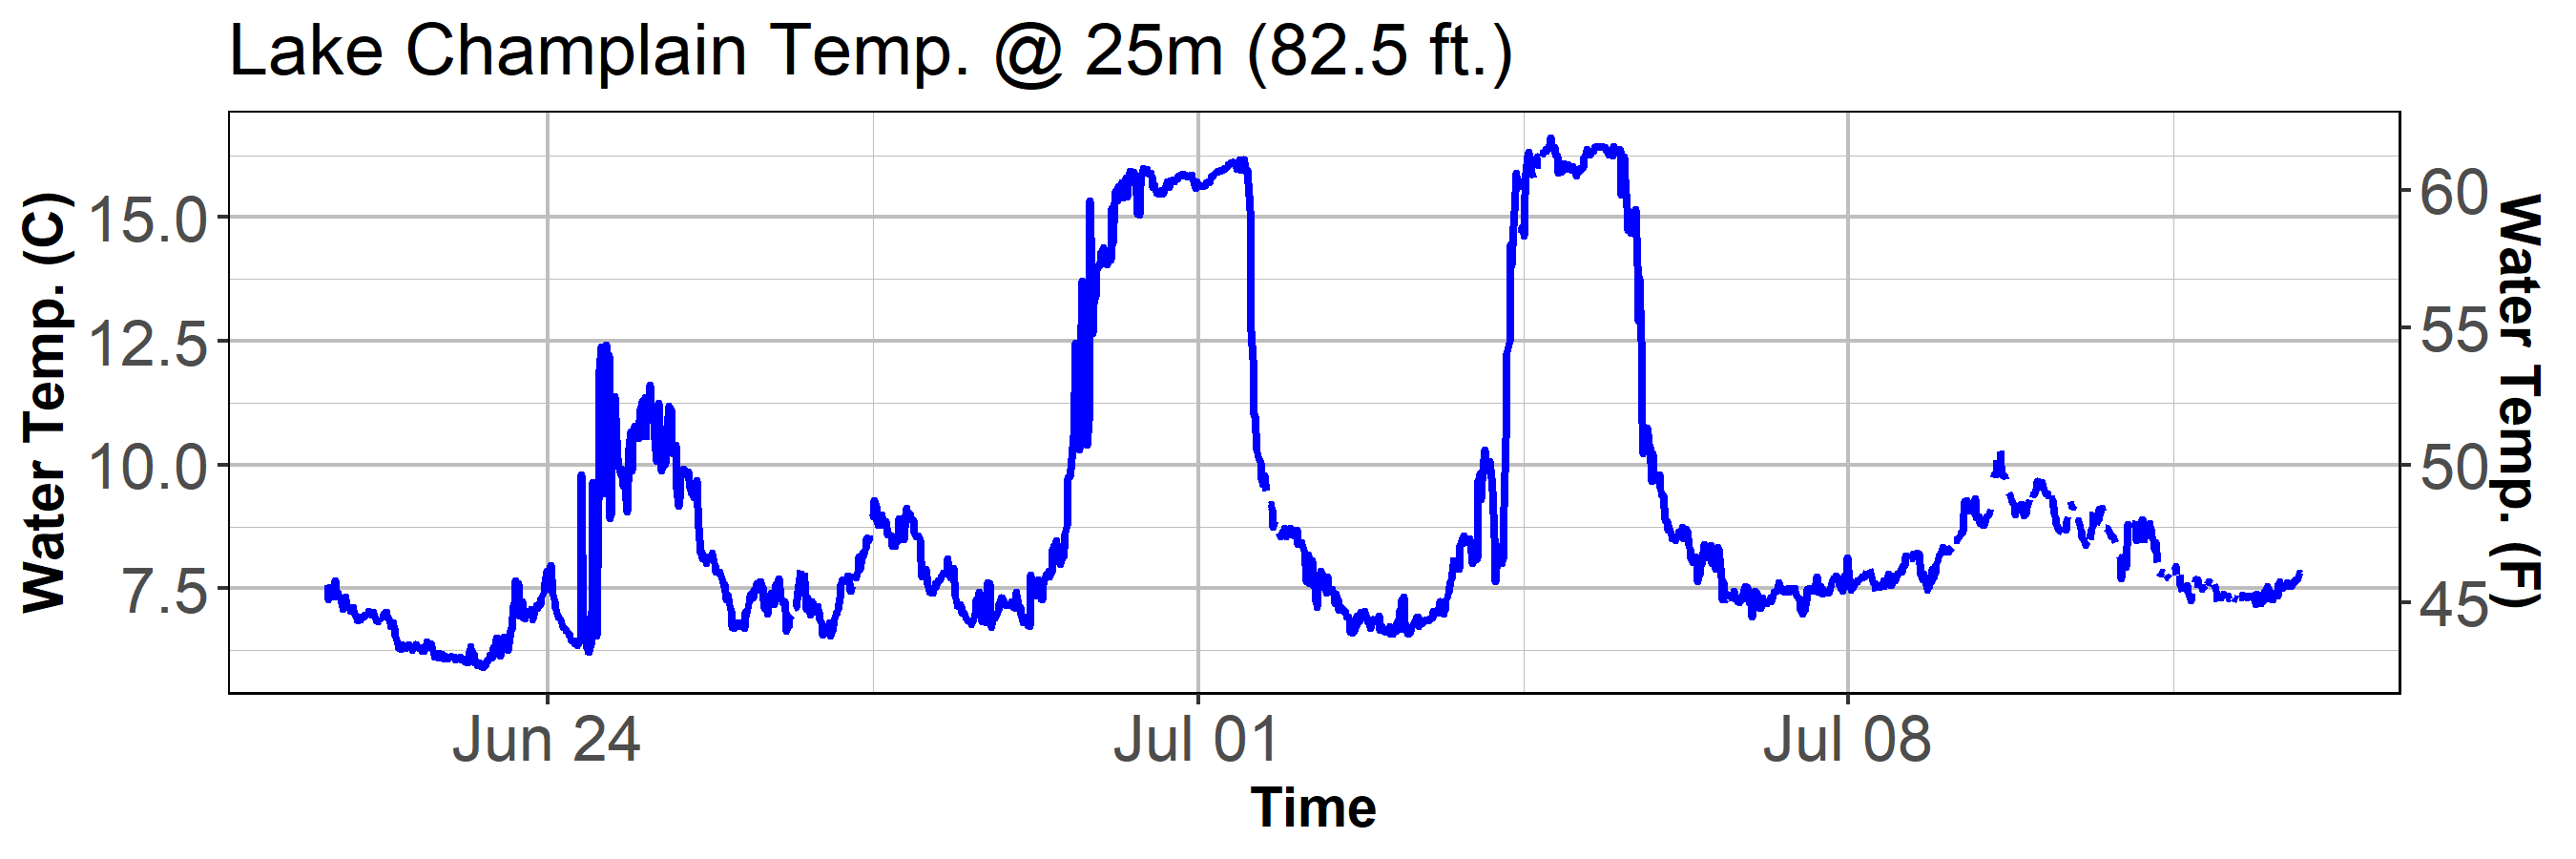 Lake Champlain Temp. @ 25m (82.5 ft.)
Water Temp. (C)
15.0
12.5
10.0
7.5
60
55
50
45
Water Temp. (F)
Jun 24
Jul 01
Jul 08
Time